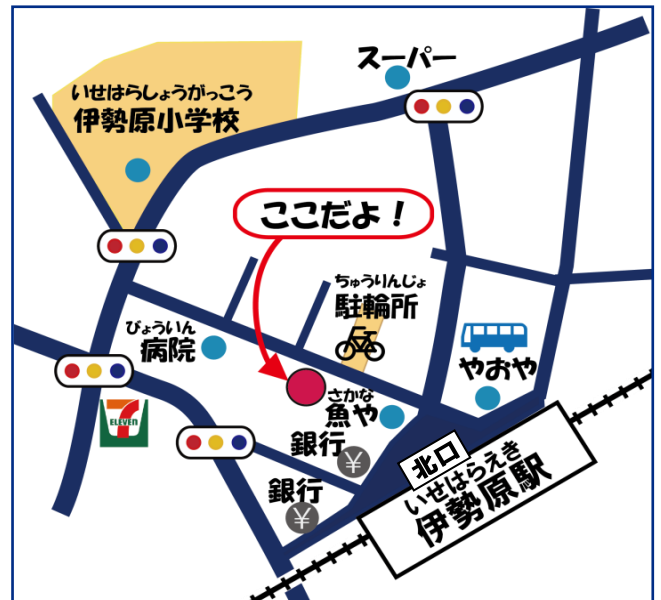 スーパー
いせはらしょうがっこう
伊勢原小学校
ここだよ！
ちゅうりんじょ
駐輪所
びょういん
病院
やおや
さかな
魚や
7
ELEVEN
銀行
¥
銀行
¥
北口
いせはらえき
伊勢原駅